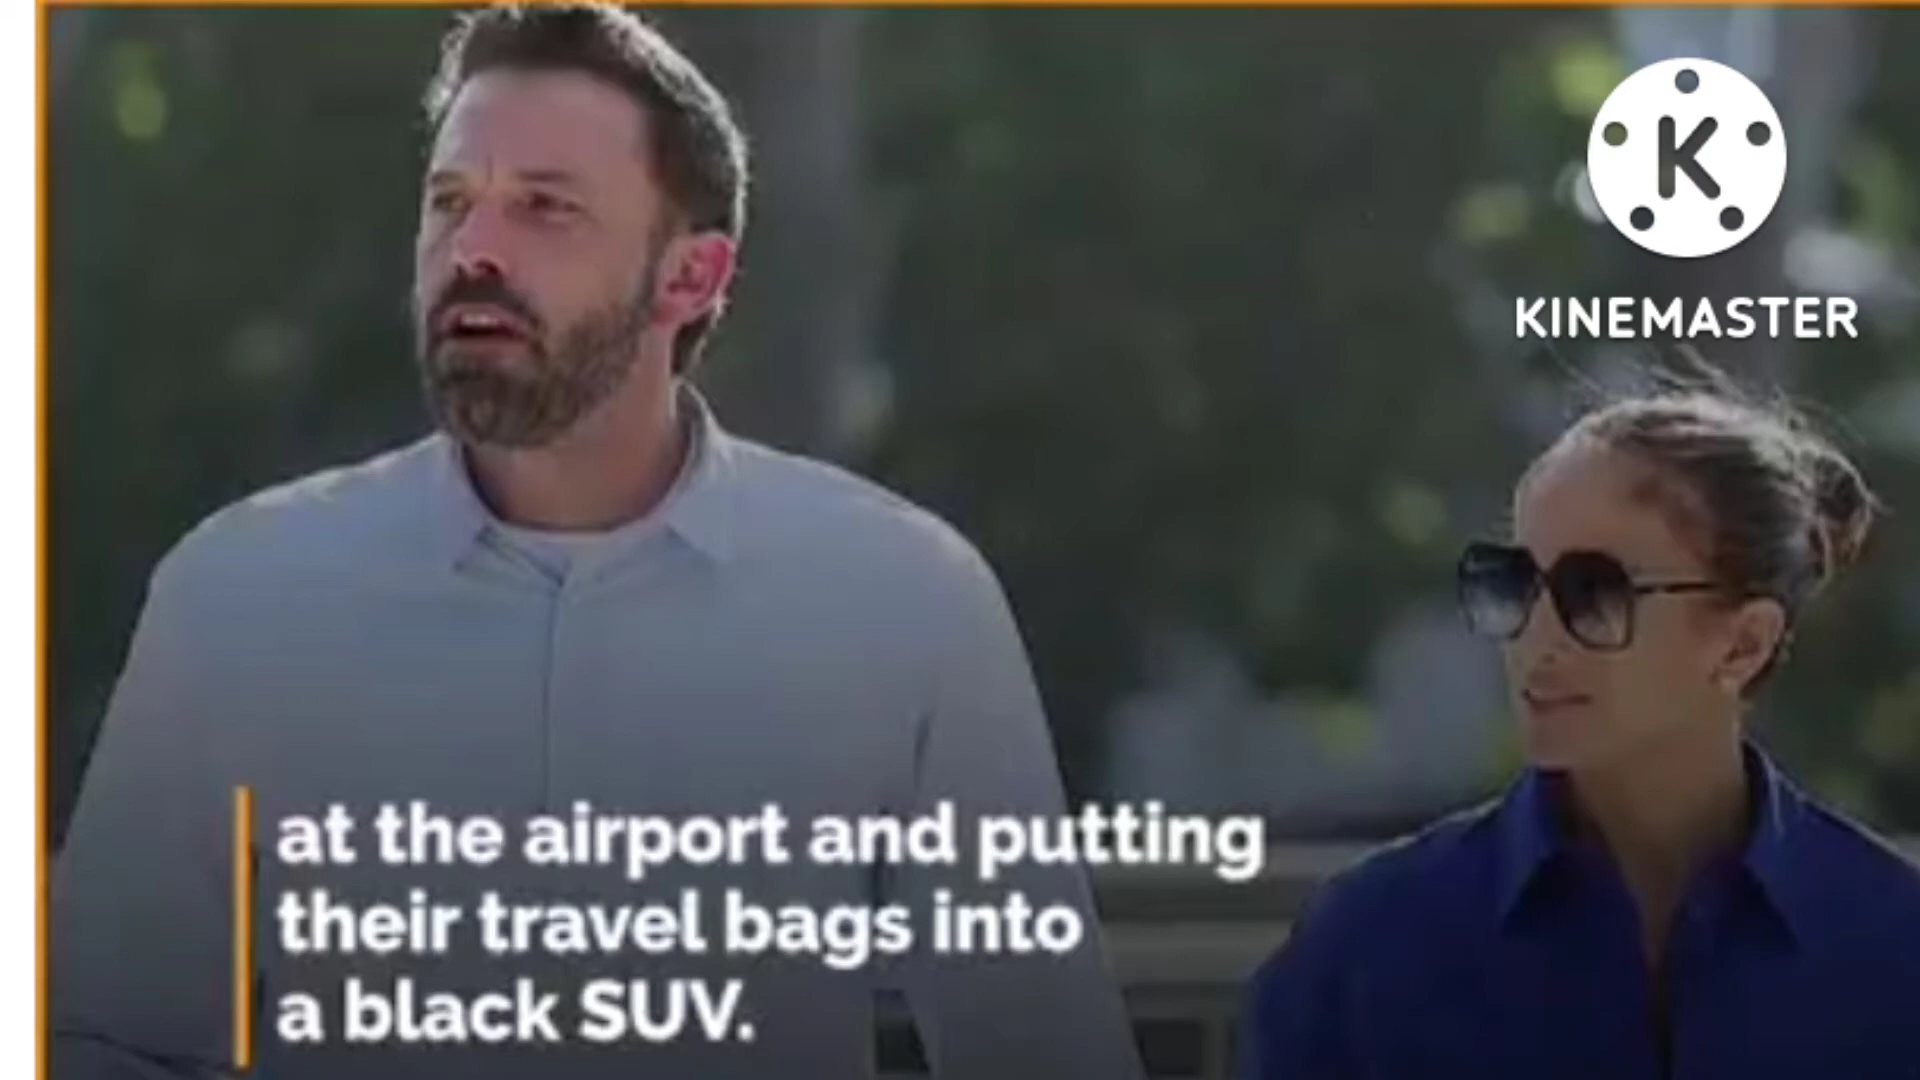 K
KINEMASTER
at the airport and putting
their travel bags into
a black SUV.